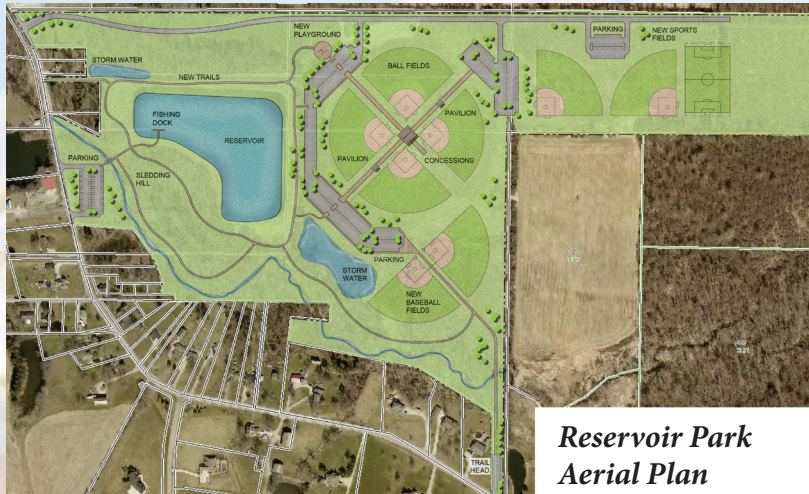 NEW
PLAYGROUND
PARKING
NEW SPORTS
FIELDS
STORM WATER
NEW TRAILS
BALL FIELDS
FISHING
DOCK
RESERVOIR
PAVILION
PARKING
PAVILION
CONCESSIONS
SLEDDING
HILL
STORM
WATER
PARKING
NEW
BASEBALL
FIELDS
TRAIL
HEAD
Reservoir Park
Aerial Plan